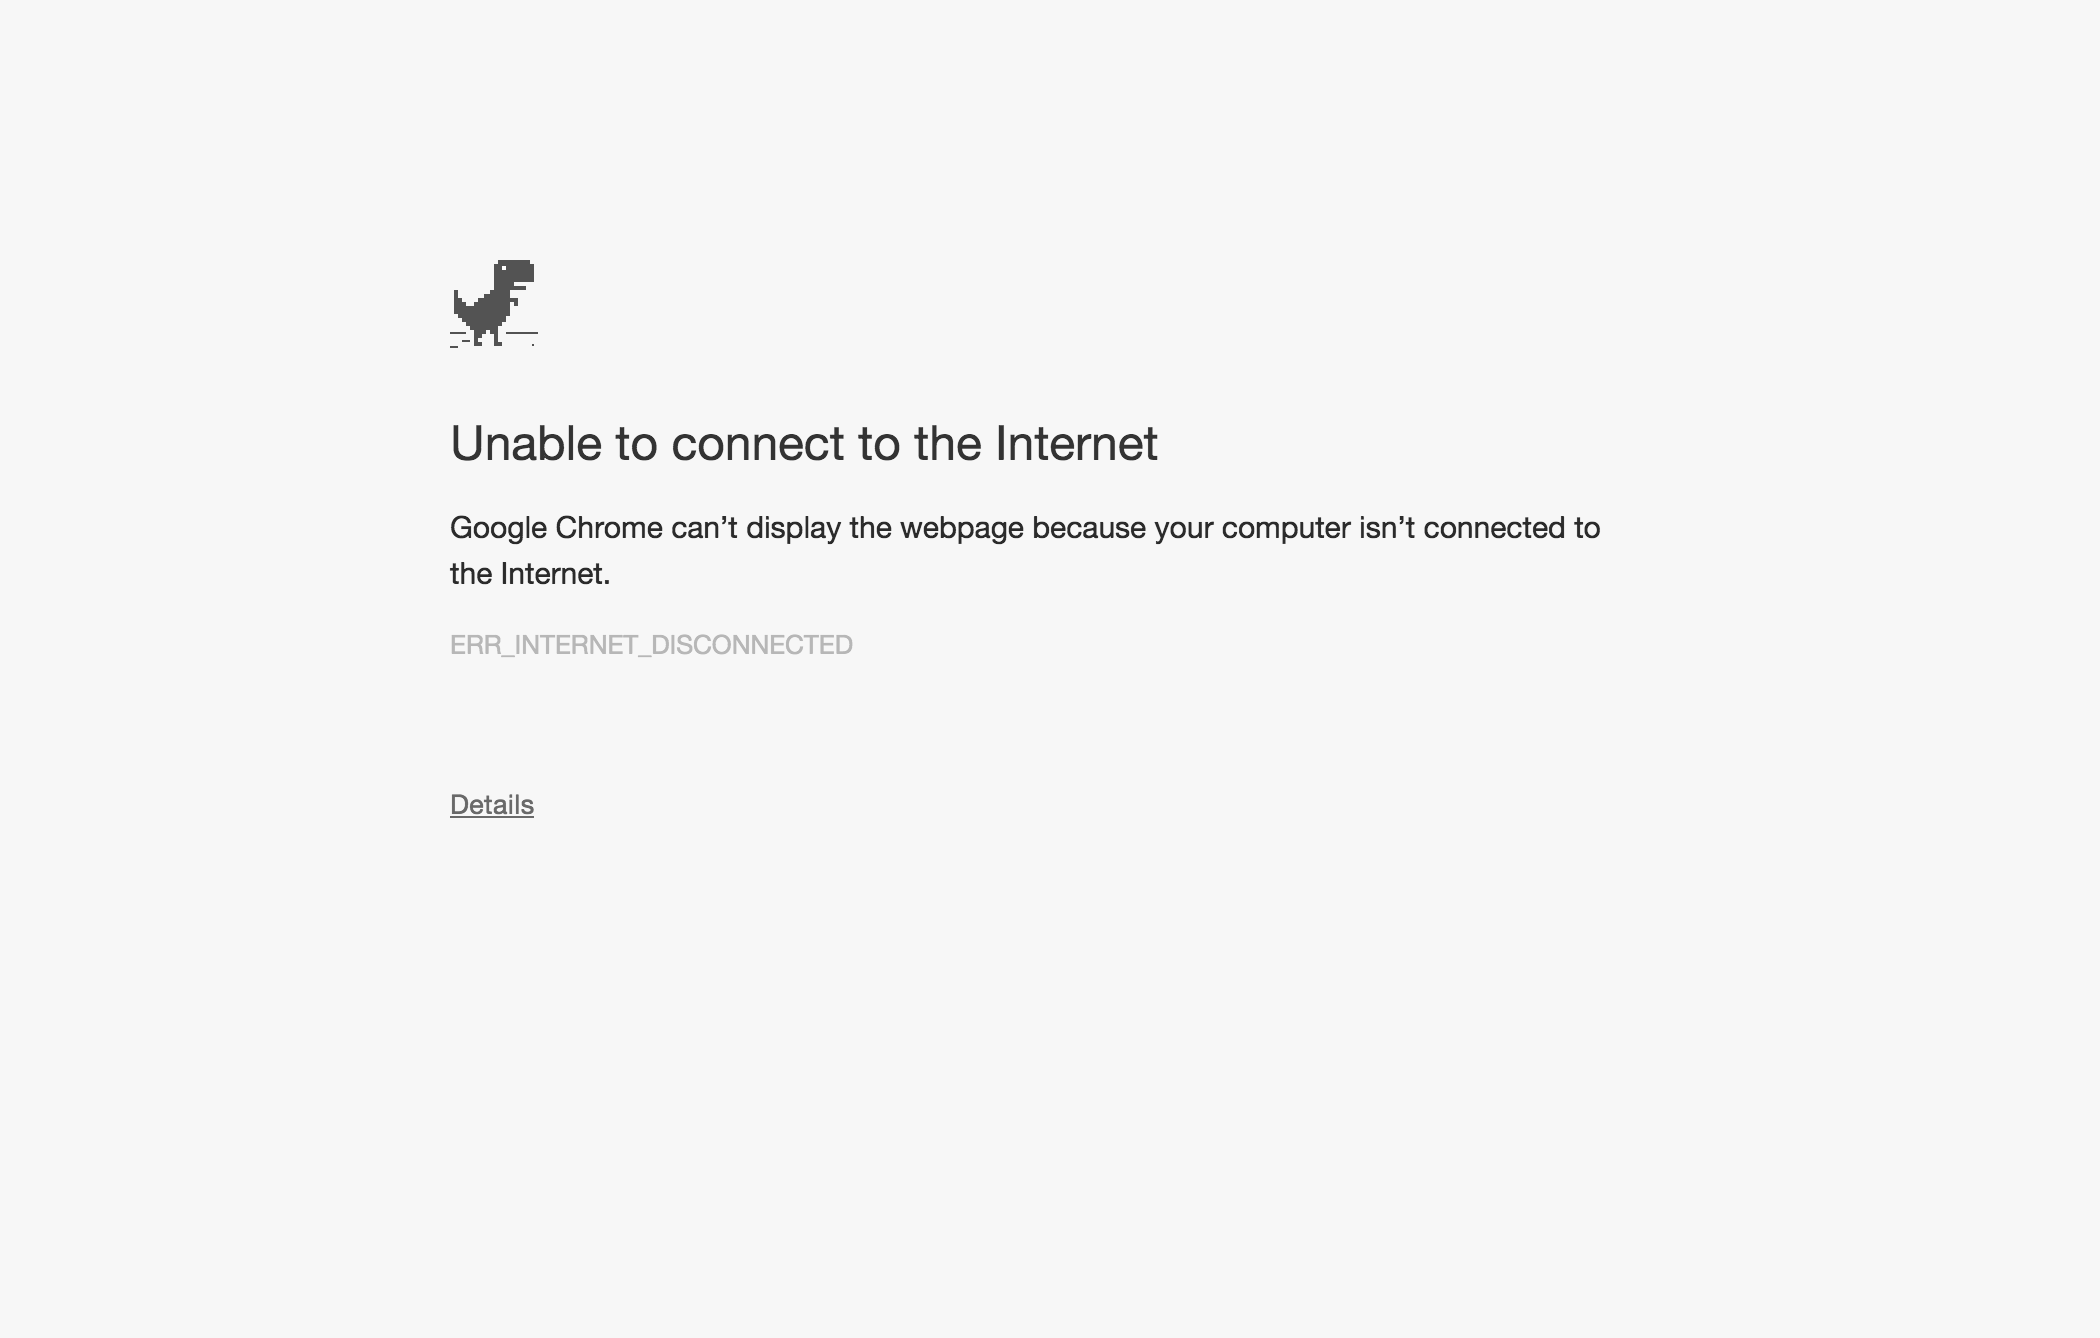 Unable to connect to the Internet
Google Chrome can’t display the webpage because your computer isn’t connected to
the Internet.
ERR_INTERNET_DISCONNECTED
Details